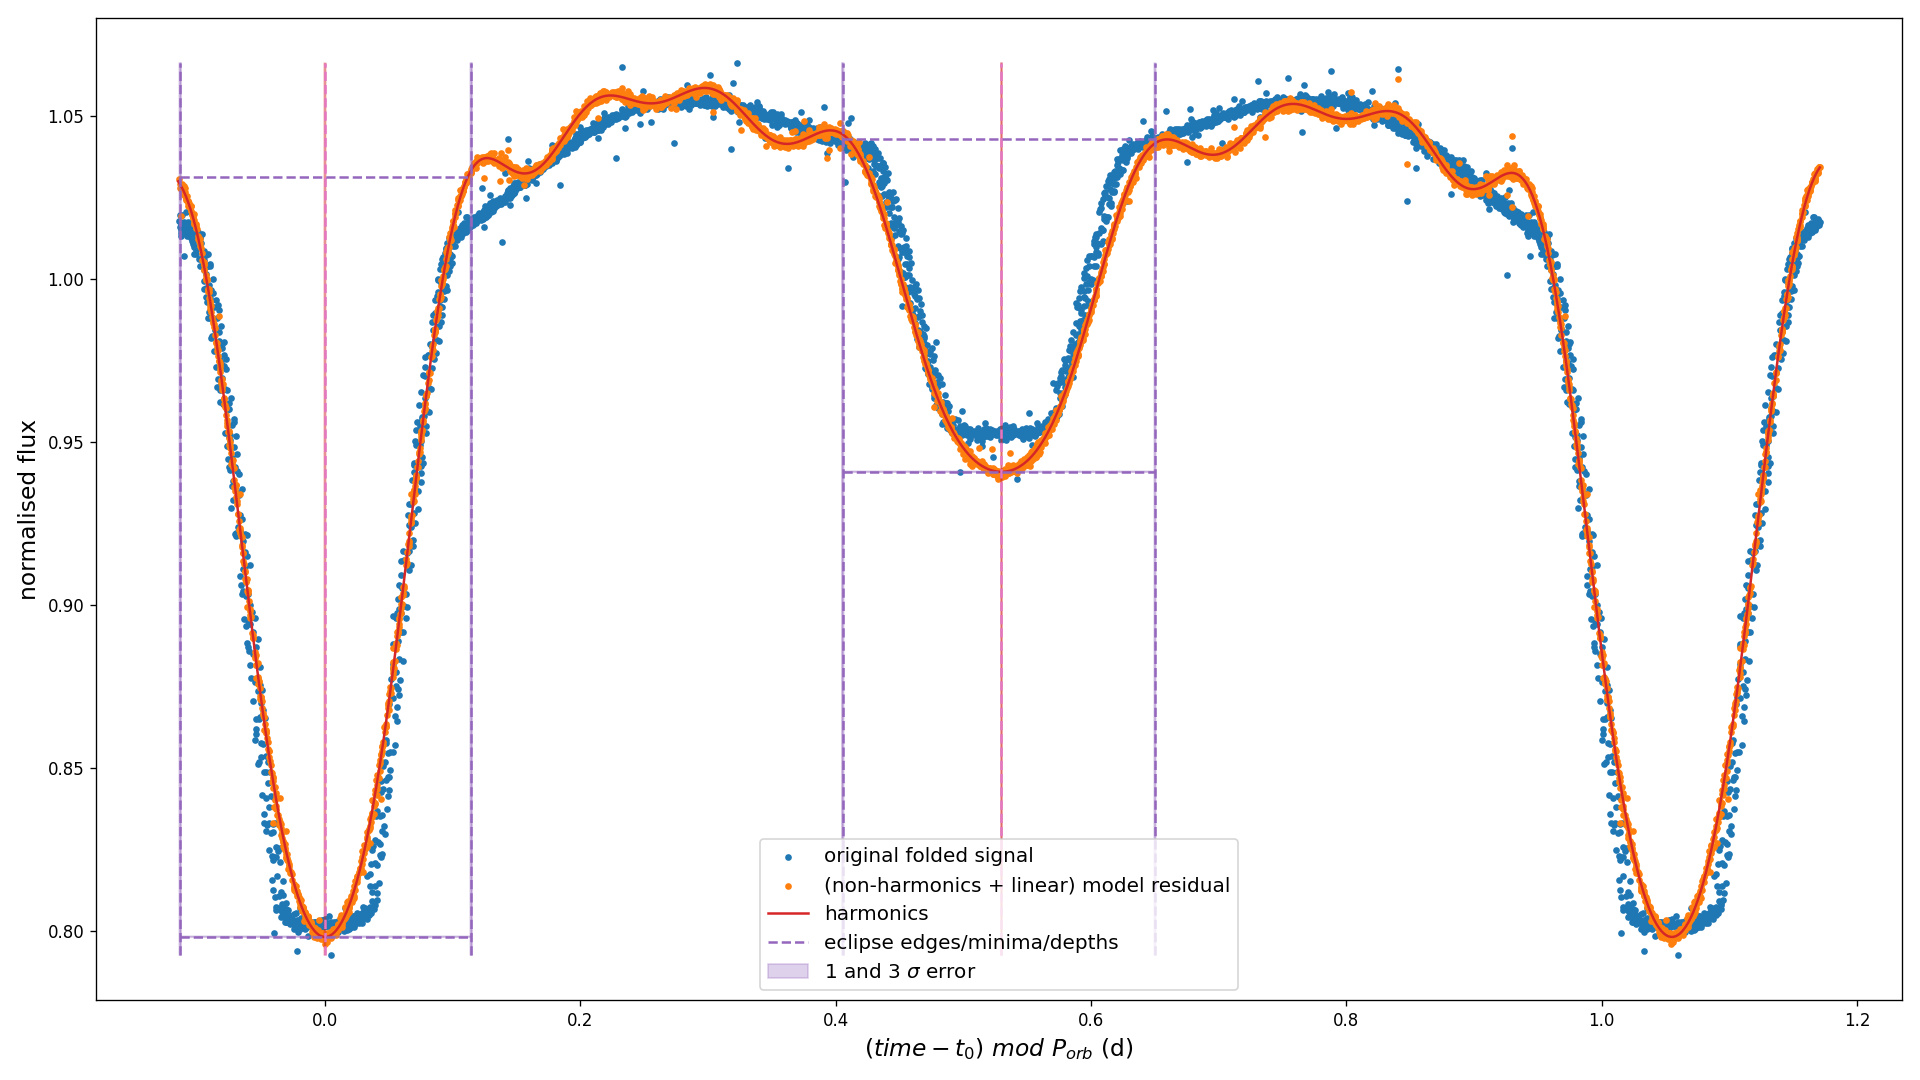 normalised flux
1.05
1.00
0.95
0.90
0.85
0.80
original folded signal
(non-harmonics + linear) model residual
harmonics
eclipse edges/minima/depths
1 and 3 σ error
0.0 0.2 0.4 0.6 0.8 1.0 1.2
(time − t₀) mod Pₒᵣb (d)